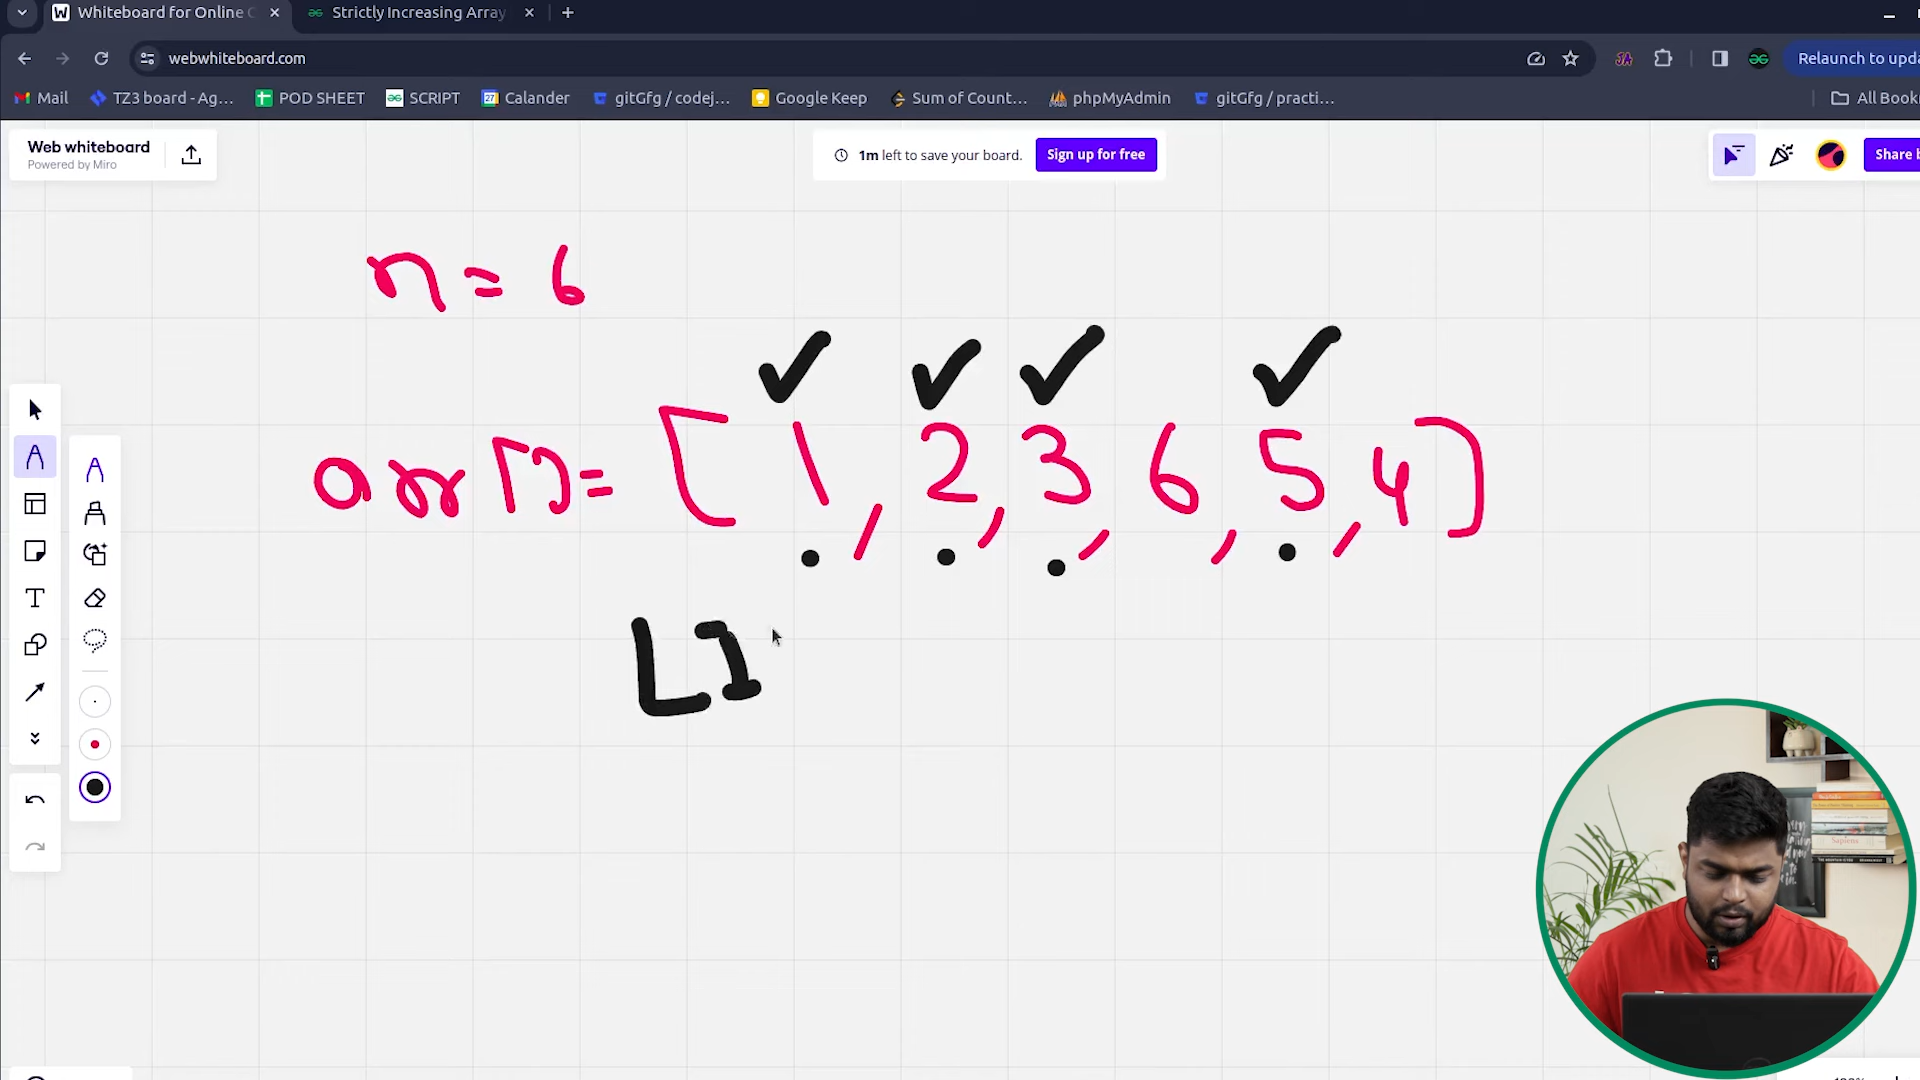 Whiteboard for Online C
Strictly Increasing Array
webwhiteboard.com
Relaunch to upda
Mail
TZ3 board - Ag...
POD SHEET
SCRIPT
Calander
gitGfg / codej...
Google Keep
Sum of Count...
phpMyAdmin
gitGfg / practi...
All Book
Web whiteboard
Powered by Miro
1m left to save your board.
Sign up for free
Share b
n = 6
arr[] = [1, 2, 3, 6, 5, 4]
LI